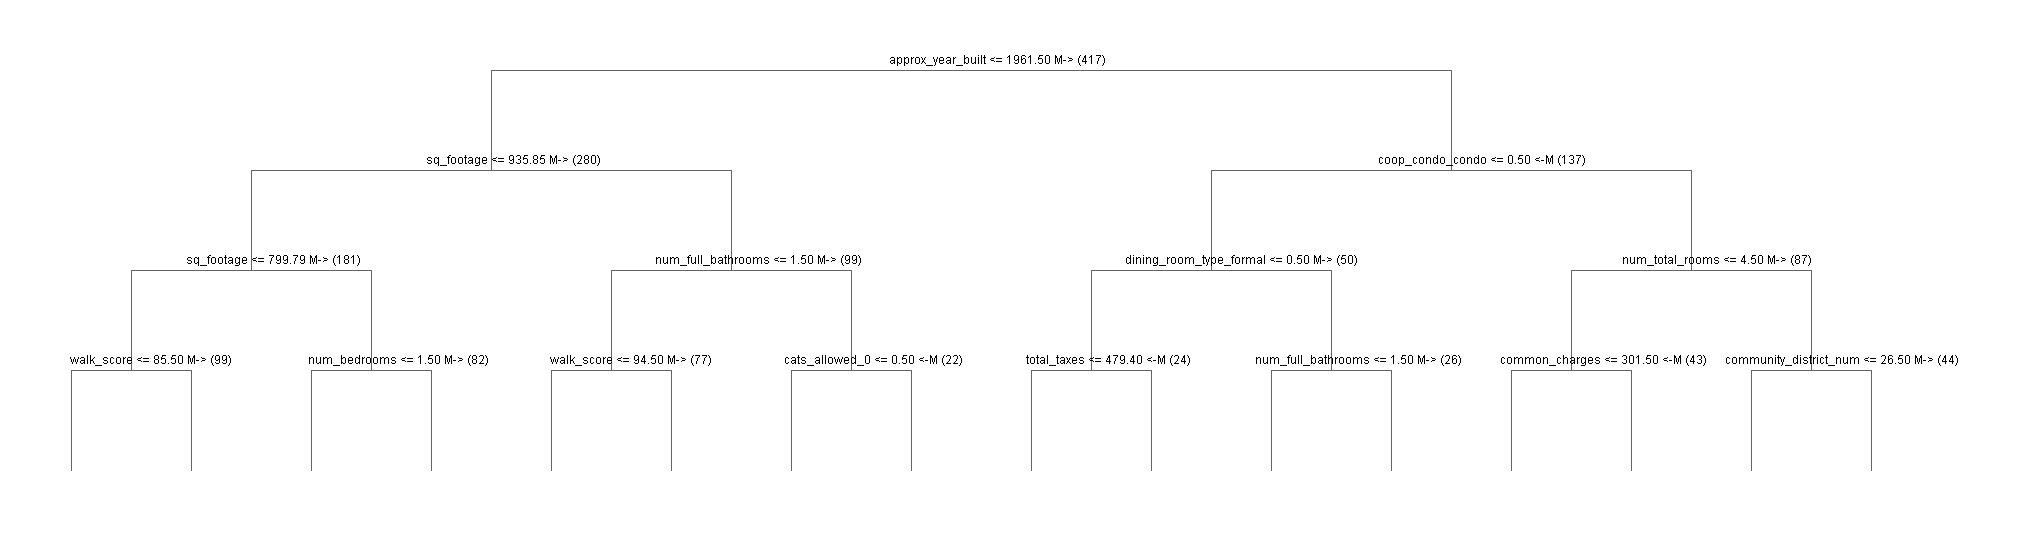 approx_year_built <= 1961.50 M-> (417)
sq_footage <= 935.85 M-> (280)
coop_condo_condo <= 0.50 <-M (137)
sq_footage <= 799.79 M-> (181)
num_full_bathrooms <= 1.50 M-> (99)
dining_room_type_formal <= 0.50 M-> (50)
num_total_rooms <= 4.50 M-> (87)
walk_score <= 85.50 M-> (99)
num_bedrooms <= 1.50 M-> (82)
walk_score <= 94.50 M-> (77)
cats_allowed_0 <= 0.50 <-M (22)
total_taxes <= 479.40 <-M (24)
num_full_bathrooms <= 1.50 M-> (26)
common_charges <= 301.50 <-M (43)
community_district_num <= 26.50 M-> (44)